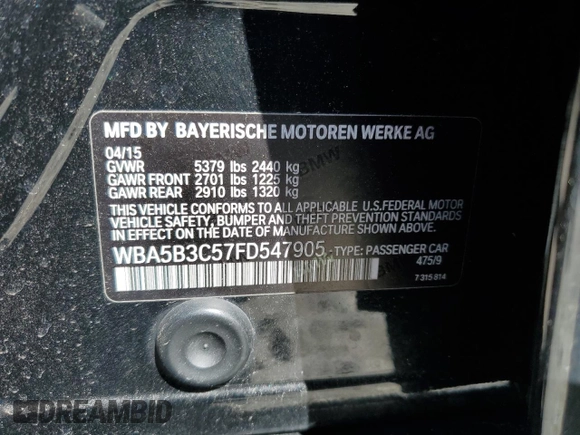 MFD BY BAYERISCHE MOTOREN WERKE AG
04/15
GVWR 5379 lbs 2440 kg
GAWR FRONT 2701 lbs 1225 kg
GAWR REAR 2910 lbs 1320 kg
THIS VEHICLE CONFORMS TO ALL APPLICABLE U.S.FEDERAL MOTOR
VEHICLE SAFETY, BUMPER AND THEFT PREVENTION STANDARDS
IN EFFECT ON THE DATE OF MANUFACTURE SHOWN ABOVE.
WBA5B3C57FD547905 -TYPE: PASSENGER CAR
475/9
7 315 814
BMW
DREAMBID